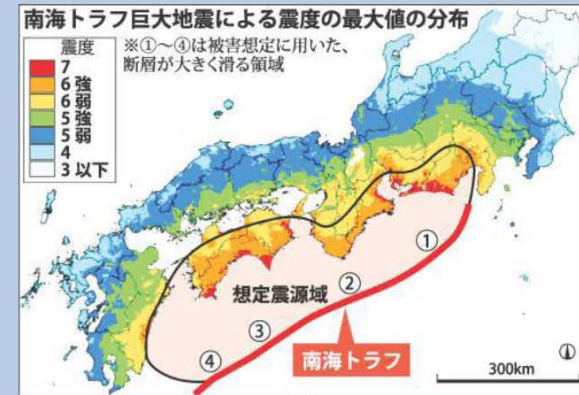 南海トラフ巨大地震による震度の最大値の分布
震度
7
6強
6弱
5強
5弱
4
3以下
※①～④は被害想定に用いた、
断層が大きく滑る領域
①
②
想定震源域
③
④
南海トラフ
300km